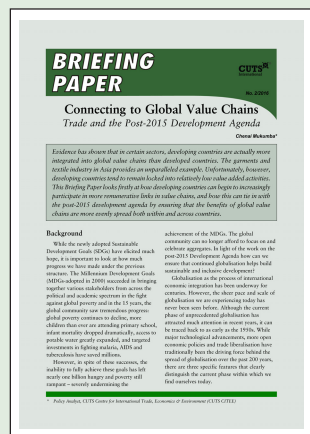 BRIEFING
PAPER
CUTS
International
No. 2/2016
Connecting to Global Value Chains
Trade and the Post-2015 Development Agenda
Chenai Mukumba*
Evidence has shown that in certain sectors, developing countries are actually more
integrated into global value chains than developed countries. The garments and
textile industry in Asia provides an unparalleled example. Unfortunately, however,
developing countries tend to remain locked into relatively low value added activities.
This Briefing Paper looks firstly at how developing countries can begin to increasingly
participate in more remunerative links in value chains, and how this can tie in with
the post-2015 development agenda by ensuring that the benefits of global value
chains are more evenly spread both within and across countries.
Background
While the newly adopted Sustainable
Development Goals (SDGs) have elicited much
hope, it is important to look at how much
progress we have made under the previous
structure. The Millennium Development Goals
(MDGs-adopted in 2000) succeeded in bringing
together various stakeholders from across the
political and academic spectrum in the fight
against global poverty and in the 15 years, the
global community saw tremendous progress:
global poverty continues to decline, more
children than ever are attending primary school,
infant mortality dropped dramatically, access to
potable water greatly expanded, and targeted
investments in fighting malaria, AIDS and
tuberculosis have saved millions.
However, in spite of these successes, the
inability to fully achieve these goals has left
nearly one billion hungry and poverty still
rampant – severely undermining the
achievement of the MDGs. The global
community can no longer afford to focus on and
celebrate aggregates. In light of the work on the
post-2015 Development Agenda how can we
ensure that continued globalisation helps build
sustainable and inclusive development?
Globalisation as the process of international
economic integration has been underway for
centuries. However, the sheer pace and scale of
globalisation we are experiencing today has
never been seen before. Although the current
phase of unprecedented globalisation has
attracted much attention in recent years, it can
be traced back to as early as the 1950s. While
major technological advancements, more open
economic policies and trade liberalisation have
traditionally been the driving force behind the
spread of globalisation over the past 200 years,
there are three specific features that clearly
distinguish the current phase within which we
find ourselves today.
* Policy Analyst, CUTS Centre for International Trade, Economics & Environment (CUTS CITEE)